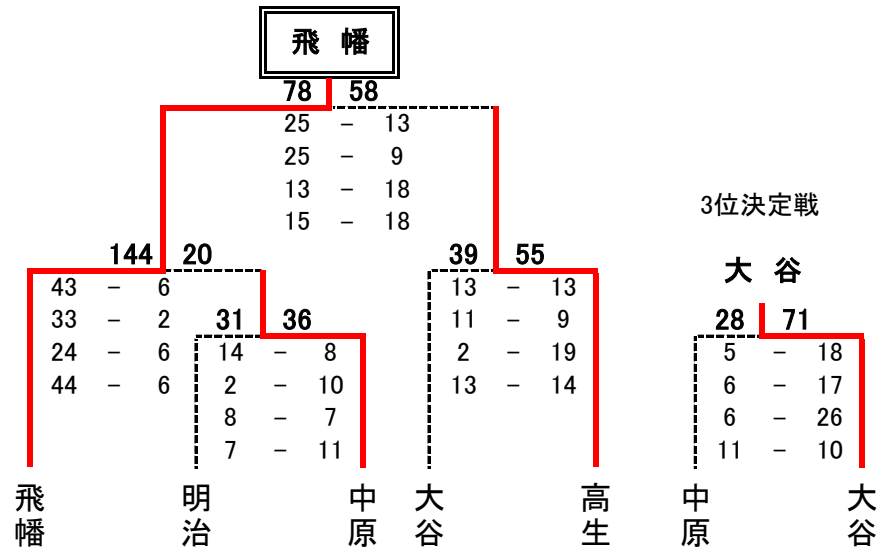 飛 幡
78 58
25 － 13
25 － 9
13 － 18
15 － 18
3位決定戦
144 20
43 － 6
33 － 2
24 － 6
44 － 6
31 36
14 － 8
2 － 10
8 － 7
7 － 11
39 55
13 － 13
11 － 9
2 － 19
13 － 14
大 谷
28 71
5 － 18
6 － 17
6 － 26
11 － 10
飛幡
明治
中原
大谷
高生
中原
大谷